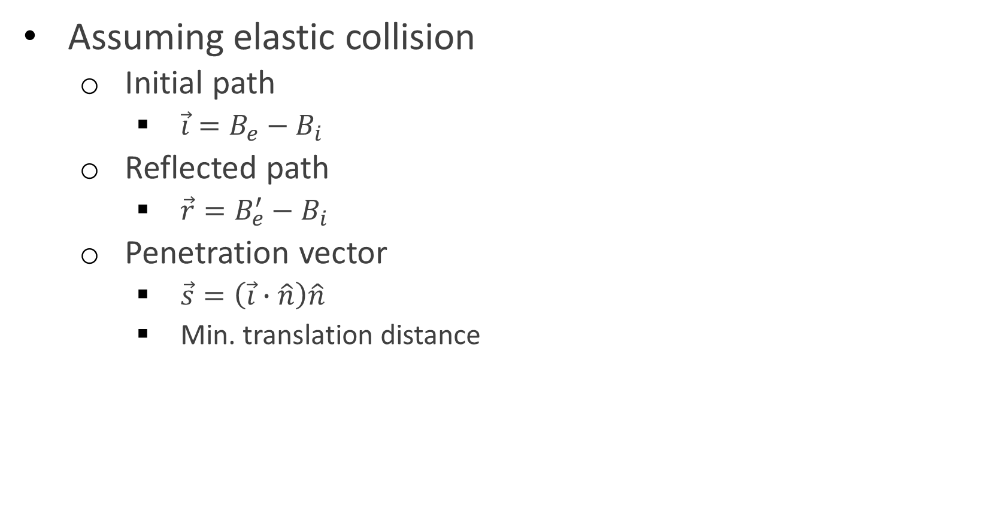 • Assuming elastic collision
o Initial path
▪ $\vec{\imath} = B_e - B_i$
o Reflected path
▪ $\vec{r} = B_e' - B_i$
o Penetration vector
▪ $\vec{s} = (\vec{\imath} \cdot \hat{n})\hat{n}$
▪ Min. translation distance